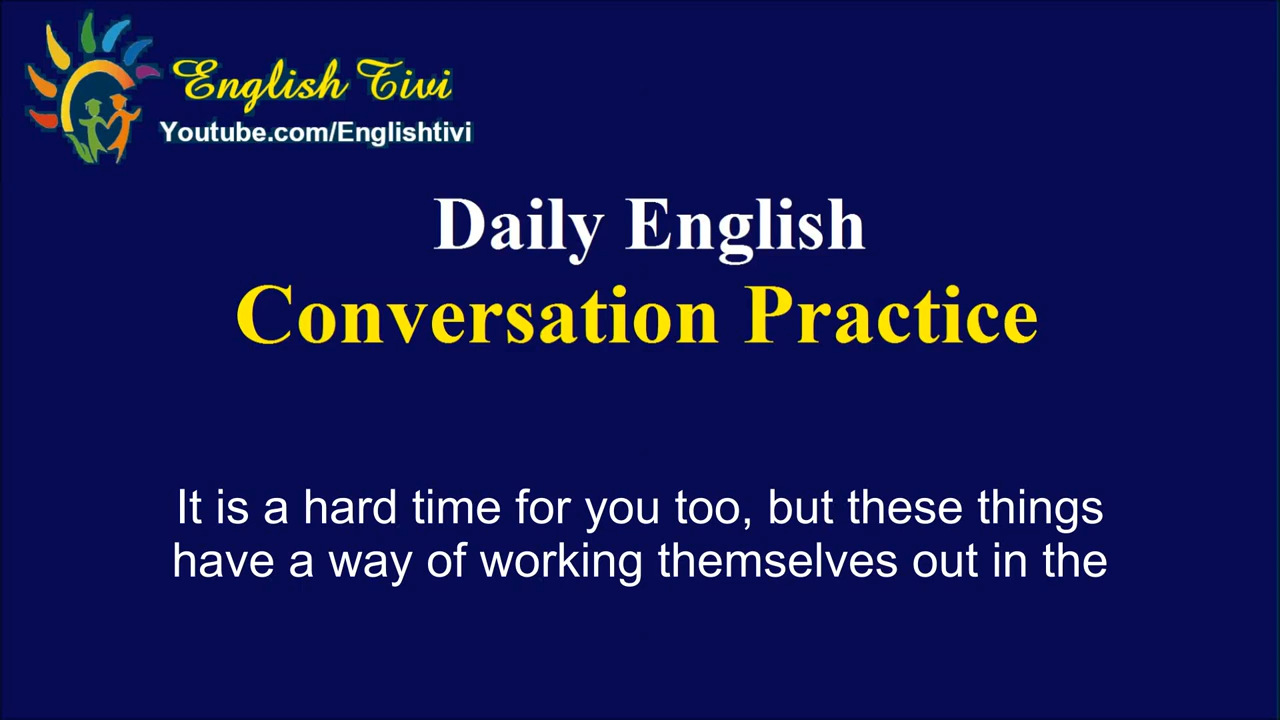 English Tivi
Youtube.com/Englishtivi
Daily English
Conversation Practice
It is a hard time for you too, but these things
have a way of working themselves out in the